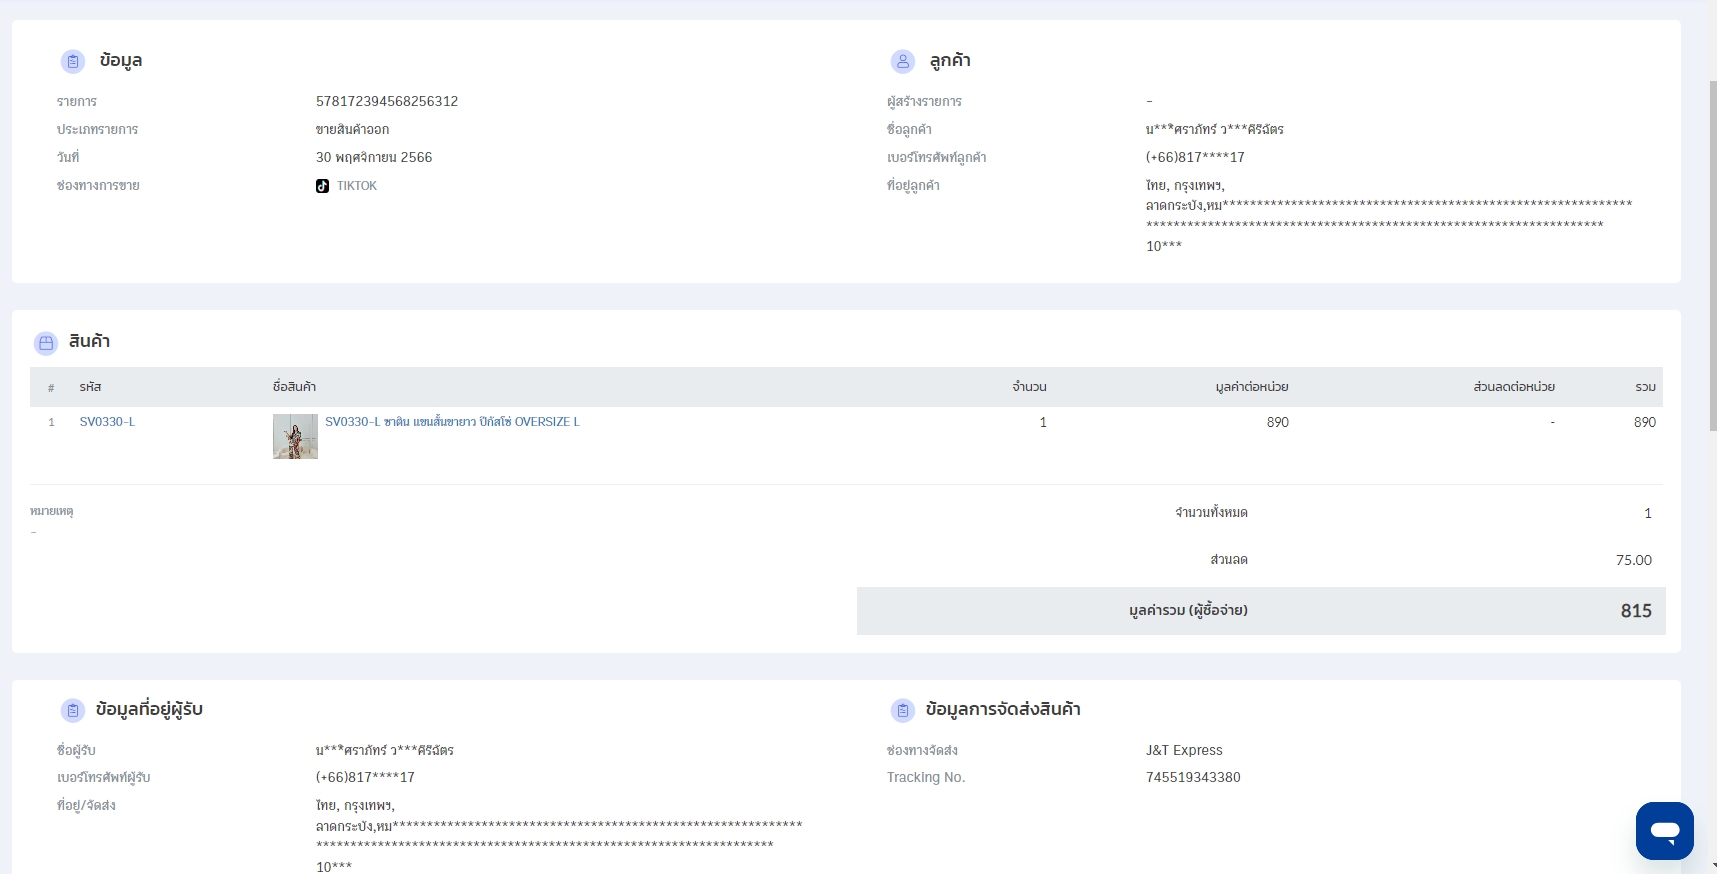 ข้อมูล
รายการ 578172394568256312
ประเภทรายการ ขายสินค้าออก
วันที่ 30 พฤศจิกายน 2566
ช่องทางการขาย TIKTOK
ลูกค้า
ผู้สร้างรายการ -
ชื่อลูกค้า น***ิศราภัทร์ ว***คีรีฉัตร
เบอร์โทรศัพท์ลูกค้า (+66)817****17
ที่อยู่ลูกค้า ไทย, กรุงเทพฯ,
ลาดกระบัง,หม************************************************************
*******************************************************************
10***
สินค้า
# รหัส ชื่อสินค้า จำนวน มูลค่าต่อหน่วย ส่วนลดต่อหน่วย รวม
1 SV0330-L SV0330-L ซาติน แขนสั้นขายาว ปิกัสโซ่ OVERSIZE L 1 890 - 890
หมายเหตุ
-
จำนวนทั้งหมด 1
ส่วนลด 75.00
มูลค่ารวม (ผู้ซื้อจ่าย) 815
ข้อมูลที่อยู่ผู้รับ
ชื่อผู้รับ น***ิศราภัทร์ ว***คีรีฉัตร
เบอร์โทรศัพท์ผู้รับ (+66)817****17
ที่อยู่/จัดส่ง ไทย, กรุงเทพฯ,
ลาดกระบัง,หม************************************************************
*******************************************************************
10***
ข้อมูลการจัดส่งสินค้า
ช่องทางจัดส่ง J&T Express
Tracking No. 745519343380